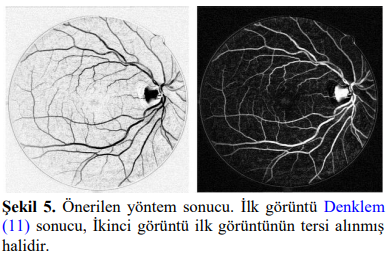 Şekil 5. Önerilen yöntem sonucu. İlk görüntü Denklem
(11) sonucu, İkinci görüntü ilk görüntünün tersi alınmış
halidir.